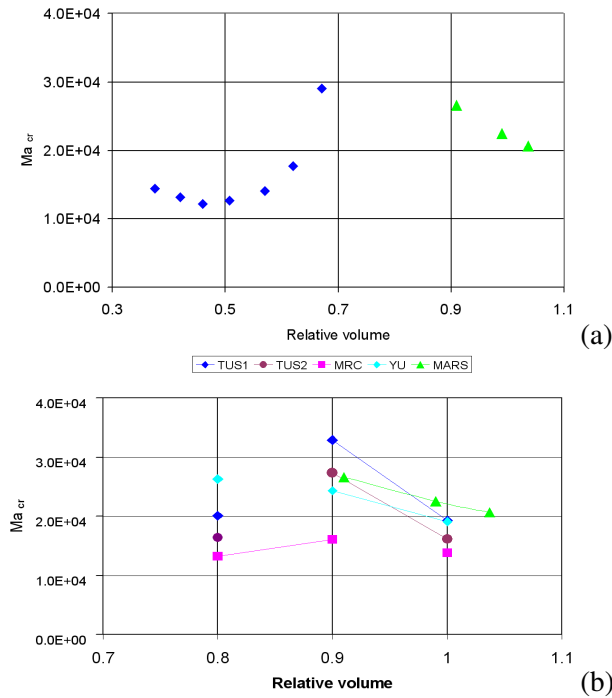 4.0E+04
3.0E+04
2.0E+04
1.0E+04
0.0E+00
Ma cr
0.3 0.5 0.7 0.9 1.1
Relative volume
(a)
TUS1 TUS2 MRC YU MARS
4.0E+04
3.0E+04
2.0E+04
1.0E+04
0.0E+00
Ma cr
0.7 0.8 0.9 1 1.1
Relative volume
(b)